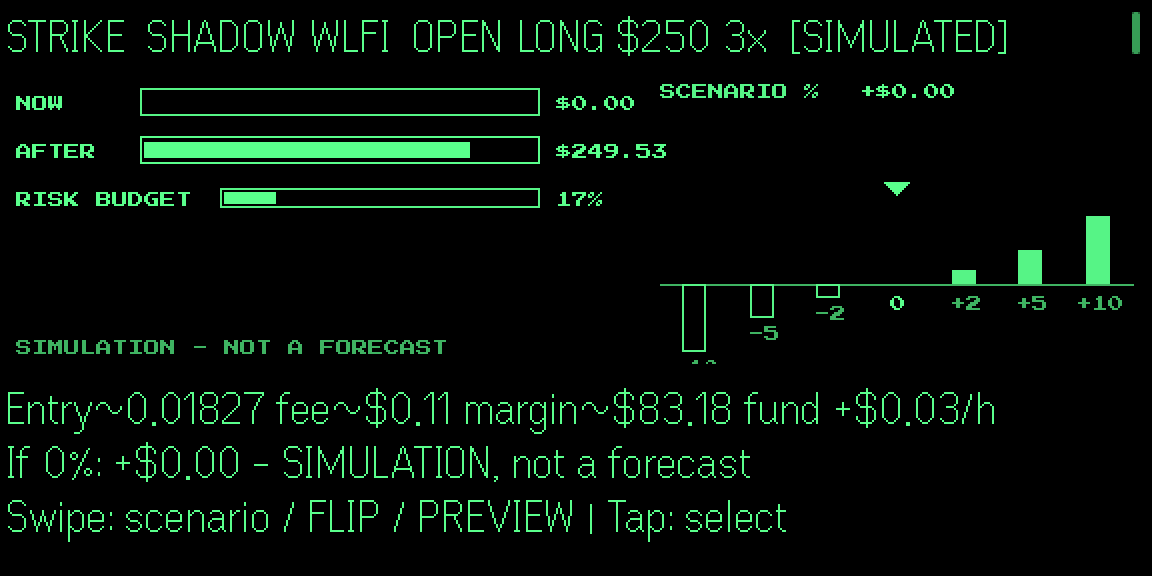 STRIKE SHADOW WLFI OPEN LONG $250 3x [SIMULATED]
NOW $0.00
AFTER $249.53
RISK BUDGET 17%
SCENARIO % +$0.00
-5 -2 0 +2 +5 +10
SIMULATION - NOT A FORECAST
Entry~0.01827 fee~$0.11 margin~$83.18 fund +$0.03/h
If 0%: +$0.00 - SIMULATION, not a forecast
Swipe: scenario / FLIP / PREVIEW | Tap: select